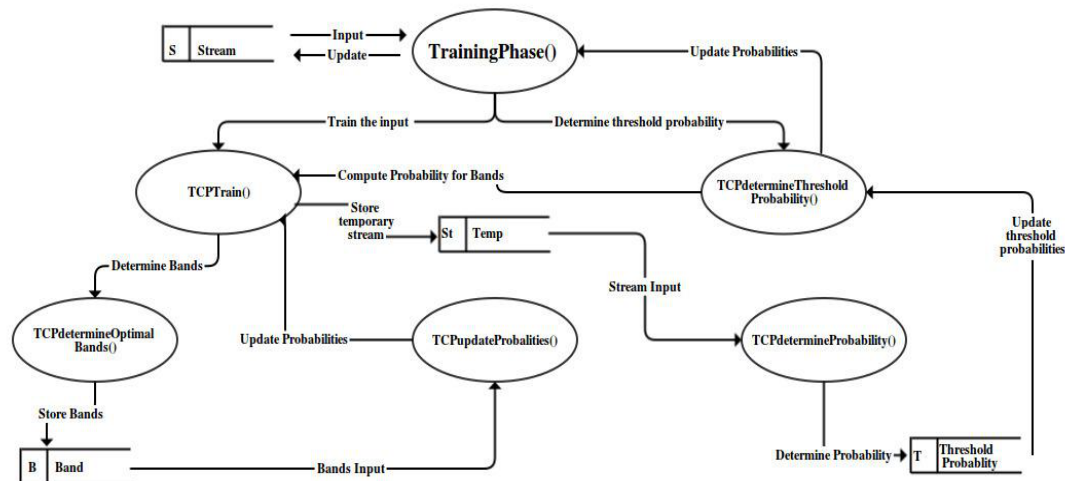 Input
S Stream
Update
TrainingPhase()
Update Probabilities
Train the input
Determine threshold probability
TCPTrain()
Compute Probability for Bands
TCPdetermineThreshold
Probability()
Store
temporary
stream
St Temp
Update
threshold
probabilities
Determine Bands
Stream Input
TCPdetermineOptimal
Bands()
Update Probabilities
TCPupdateProbalities()
TCPdetermineProbability()
Store Bands
B Band
Bands Input
Determine Probability
T Threshold
Probablity